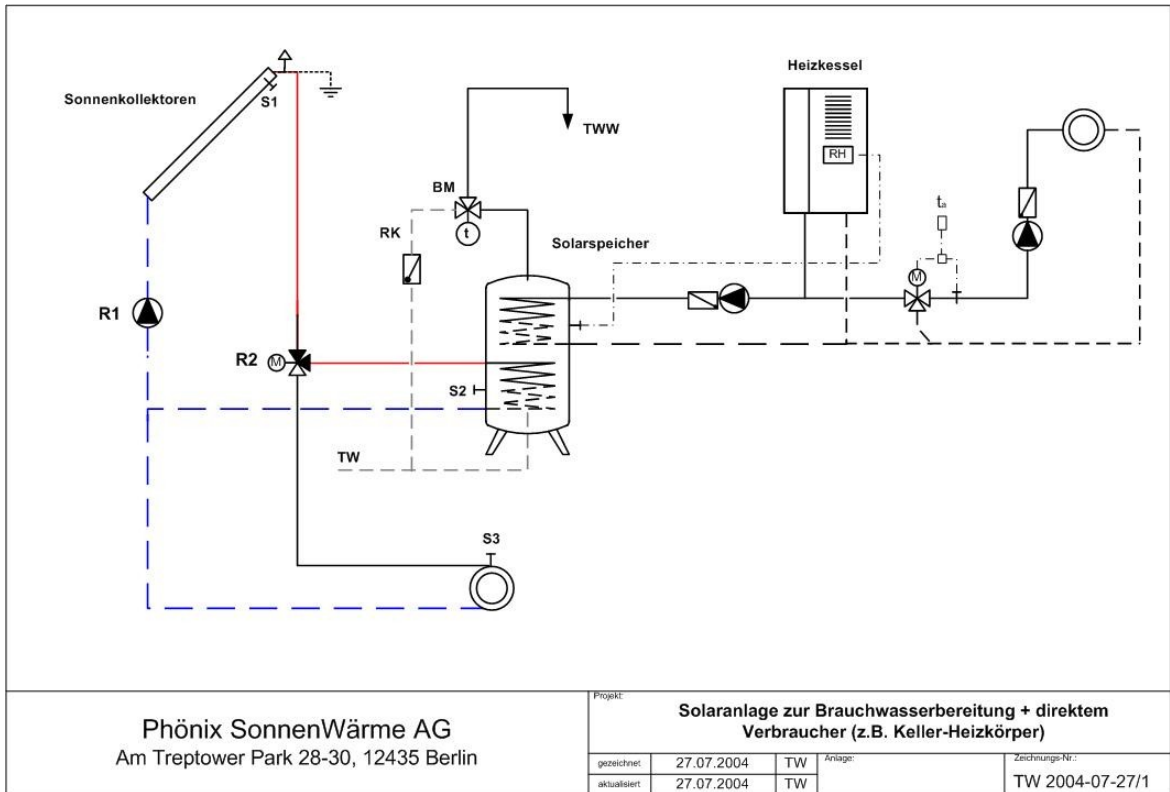 Sonnenkollektoren
S1
TWW
Heizkessel
RH
BM
t
RK
Solarspeicher
tₐ
M
R1
R2
M
S2
TW
S3
Phönix SonnenWärme AG
Am Treptower Park 28-30, 12435 Berlin
Projekt:
Solaranlage zur Brauchwasserbereitung + direktem
Verbraucher (z.B. Keller-Heizkörper)
gezeichnet 27.07.2004 TW Anlage: Zeichnungs-Nr.:
aktualisiert 27.07.2004 TW TW 2004-07-27/1